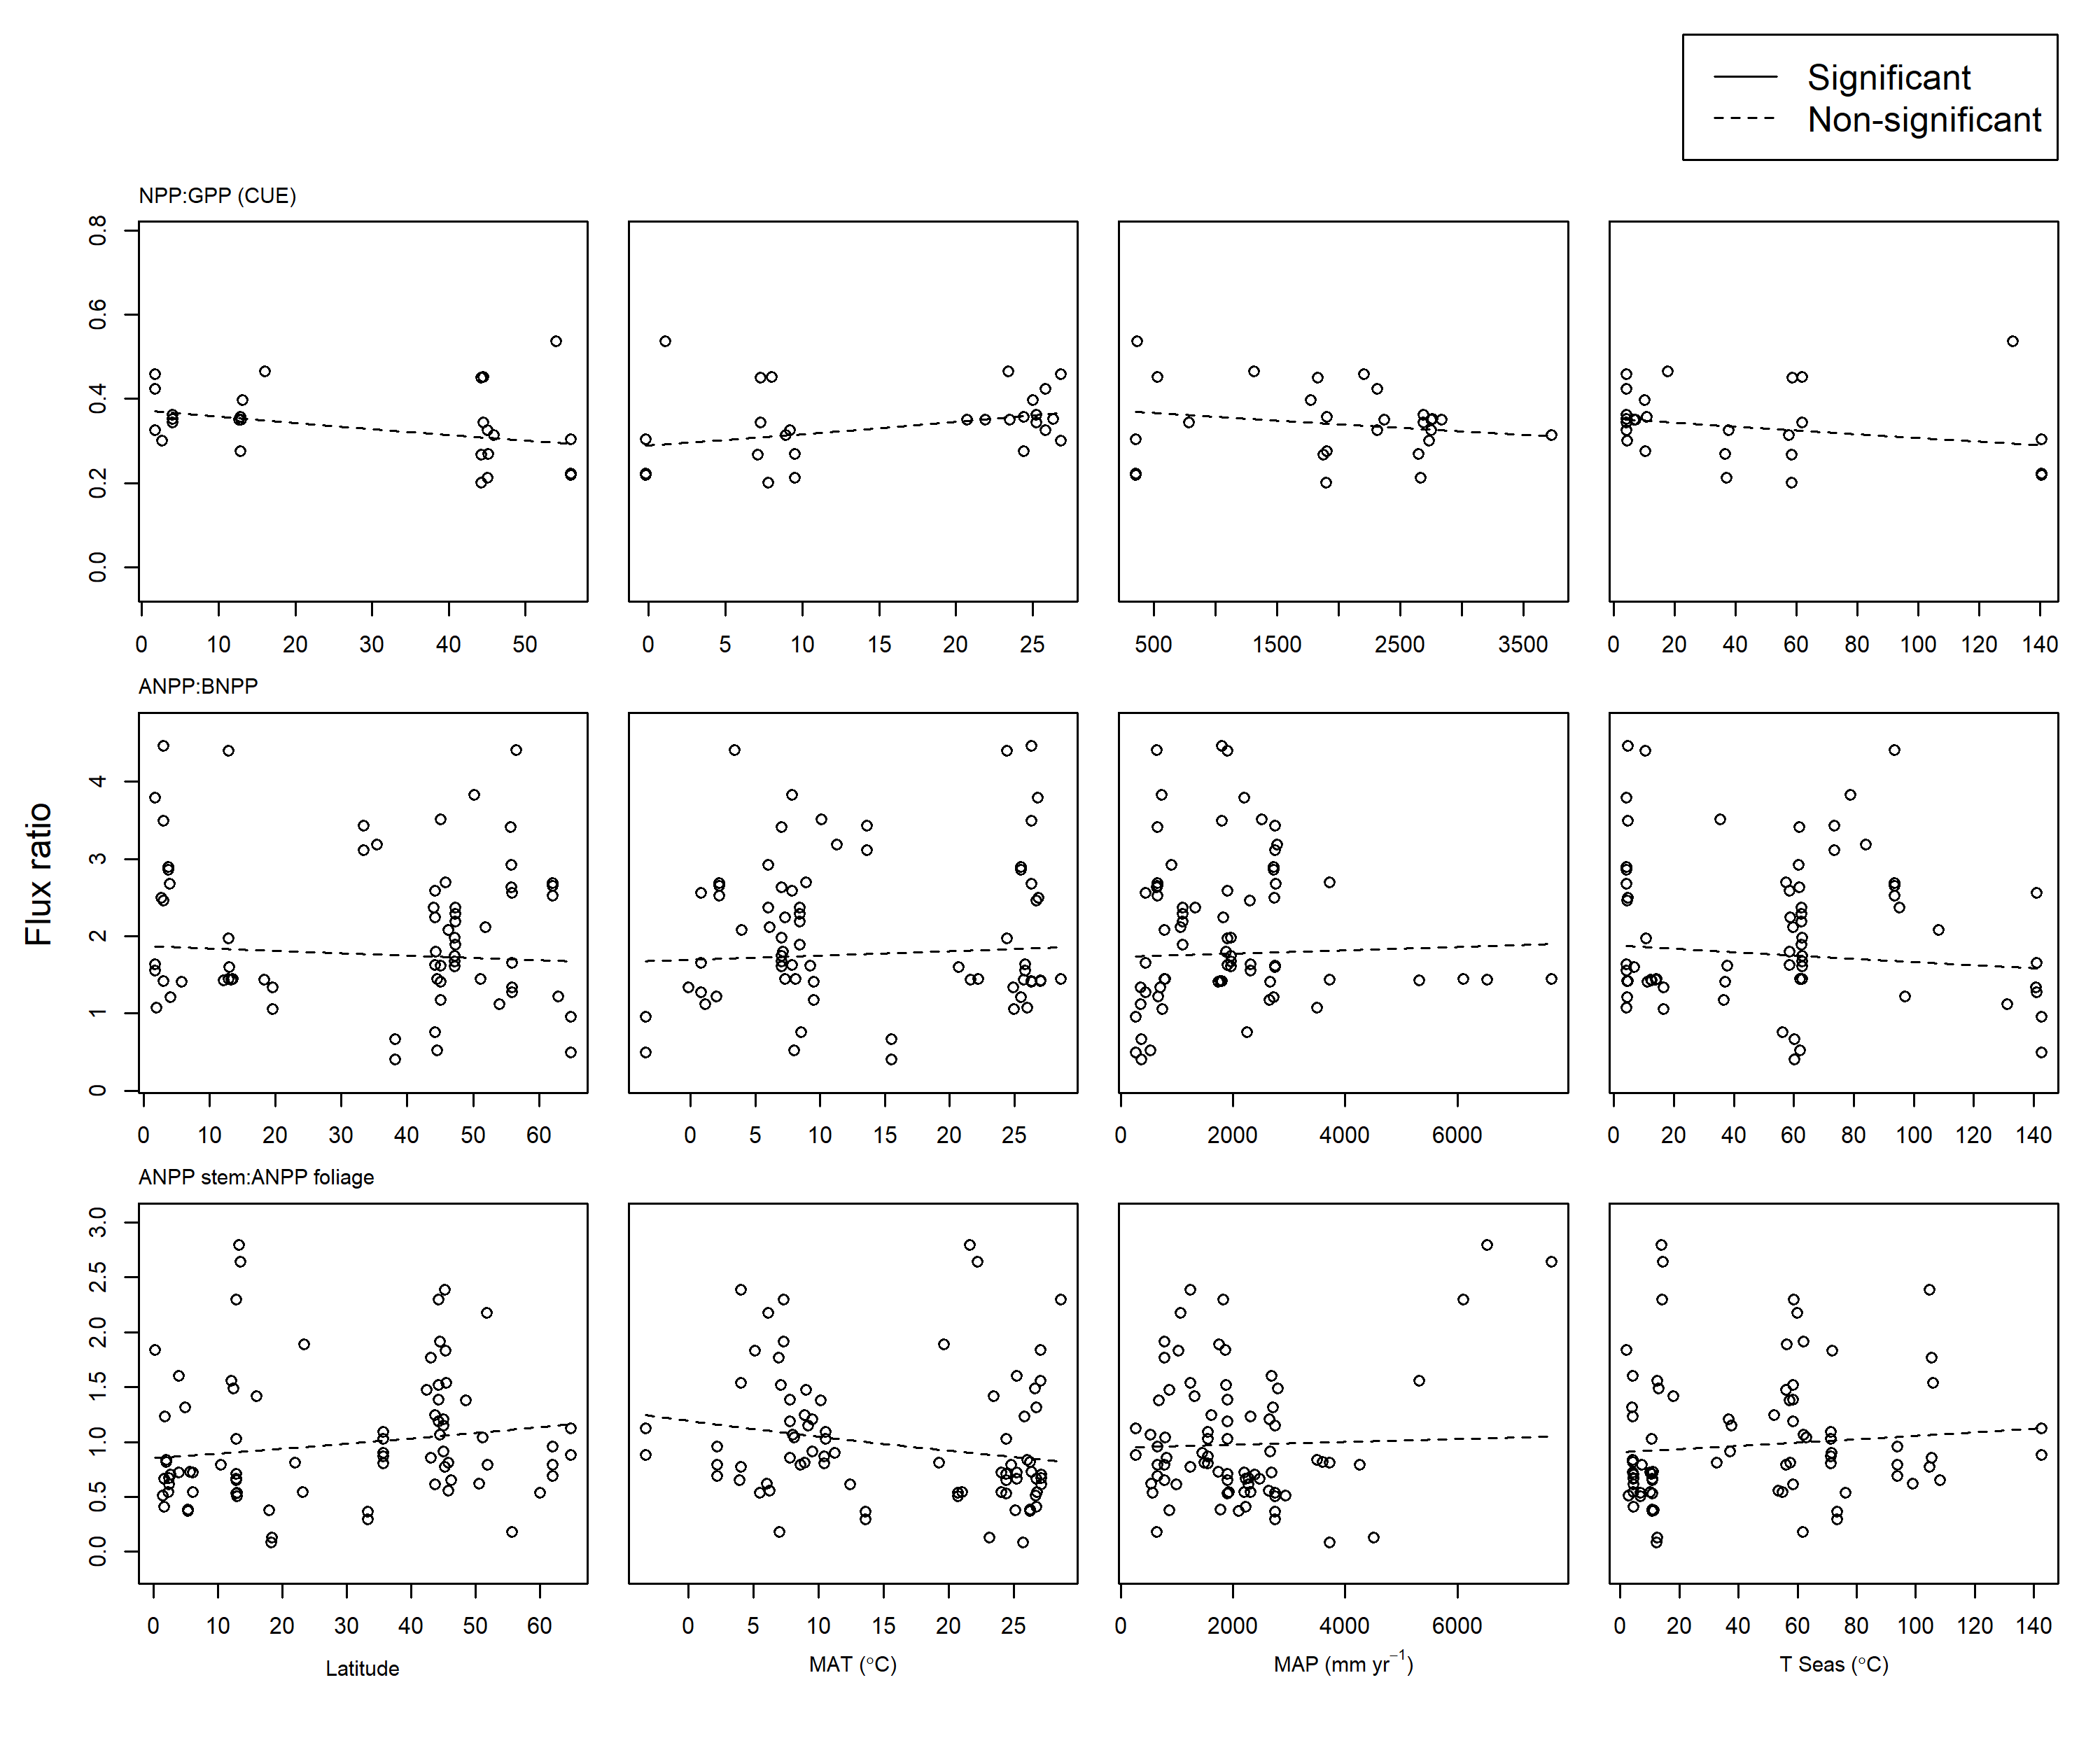 Significant
Non-significant
NPP:GPP (CUE)
0.0 0.2 0.4 0.6 0.8
0 10 20 30 40 50
0 5 10 15 20 25
500 1500 2500 3500
0 20 40 60 80 100 120 140
ANPP:BNPP
Flux ratio
0 1 2 3 4
0 10 20 30 40 50 60
0 5 10 15 20 25
0 2000 4000 6000
0 20 40 60 80 100 120 140
ANPP stem:ANPP foliage
0.0 0.5 1.0 1.5 2.0 2.5 3.0
0 10 20 30 40 50 60
0 5 10 15 20 25
0 2000 4000 6000
0 20 40 60 80 100 120 140
Latitude
MAT (°C)
MAP (mm yr⁻¹)
T Seas (°C)